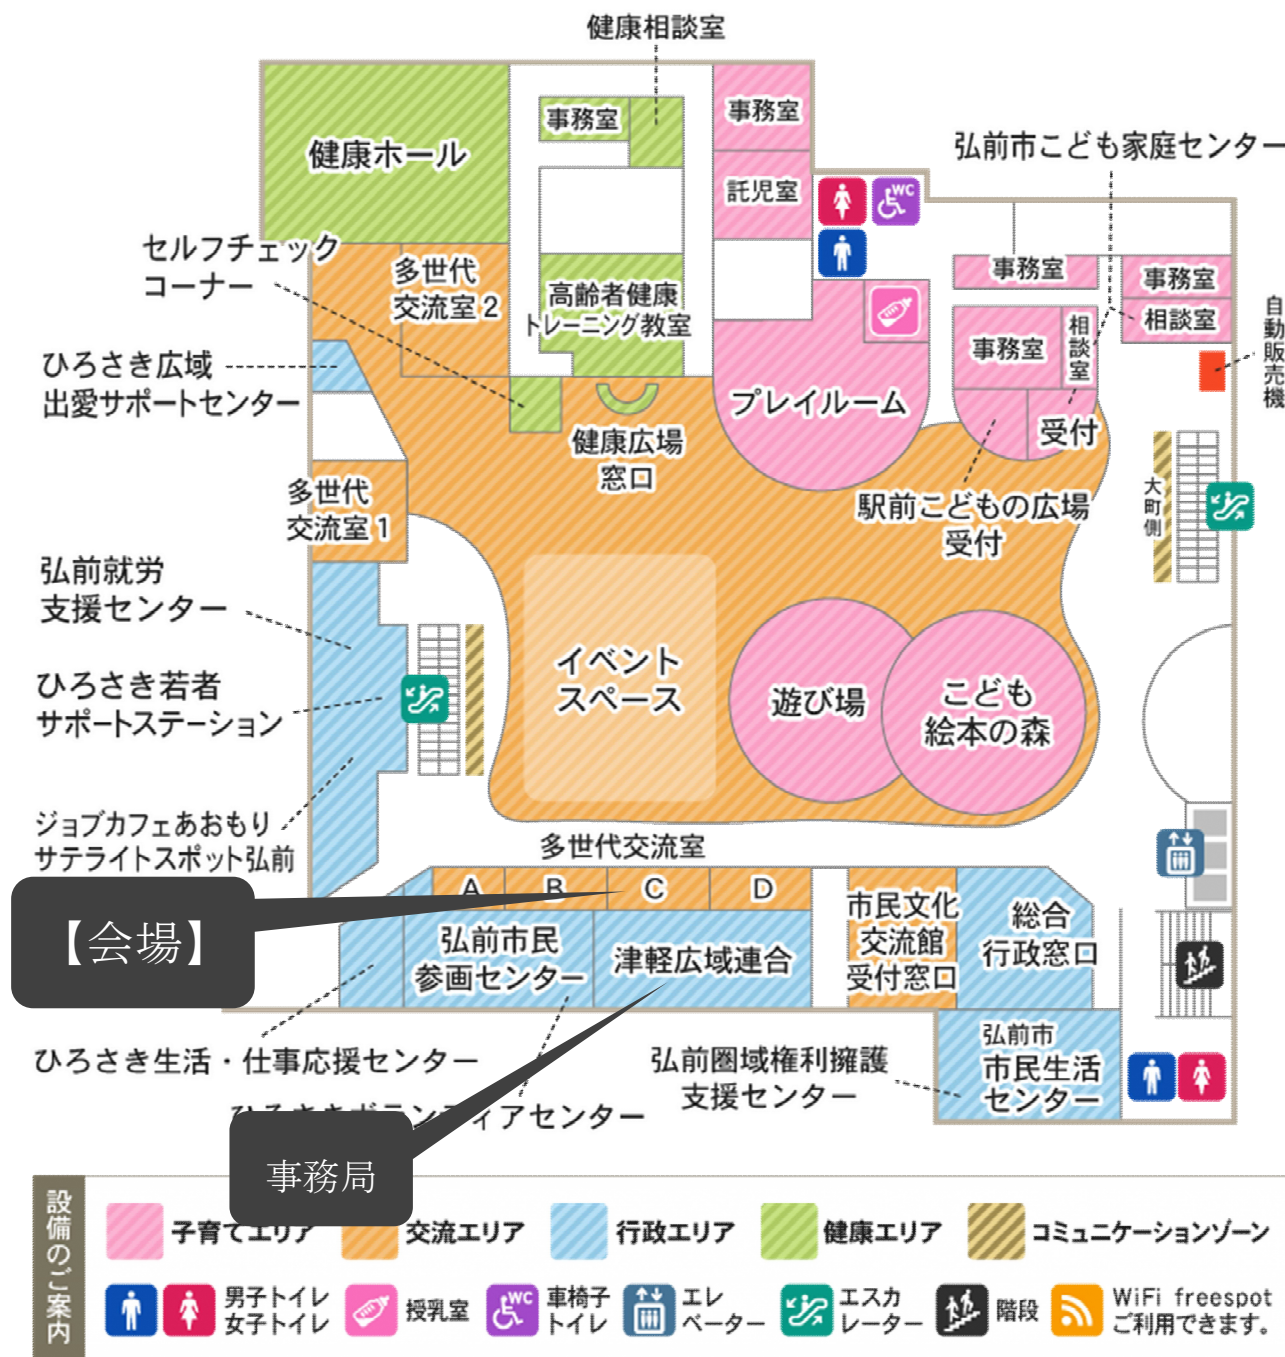 健康相談室
健康ホール
事務室
事務室
託児室
WC
弘前市こども家庭センター
セルフチェック
コーナー
多世代
交流室2
高齢者健康
トレーニング教室
事務室
事務室
相談室
事務室
相談室
自動販売機
ひろさき広域
出愛サポートセンター
プレイルーム
受付
健康広場
窓口
多世代
交流室1
駅前こどもの広場
受付
大町側
弘前就労
支援センター
ひろさき若者
サポートステーション
イベント
スペース
遊び場
こども
絵本の森
ジョブカフェあおもり
サテライトスポット弘前
多世代交流室
A B C D
【会場】
弘前市民
参画センター
津軽広域連合
市民文化
交流館
受付窓口
総合
行政窓口
ひろさき生活・仕事応援センター
弘前圏域権利擁護
支援センター
弘前市
市民生活
センター
ィアセンター
事務局
設備のご案内
子育てエリア 交流エリア 行政エリア 健康エリア コミュニケーションゾーン
男子トイレ
女子トイレ
授乳室
WC
車椅子
トイレ
エレ
ベーター
エスカ
レーター
階段
WiFi freespot
ご利用できます。